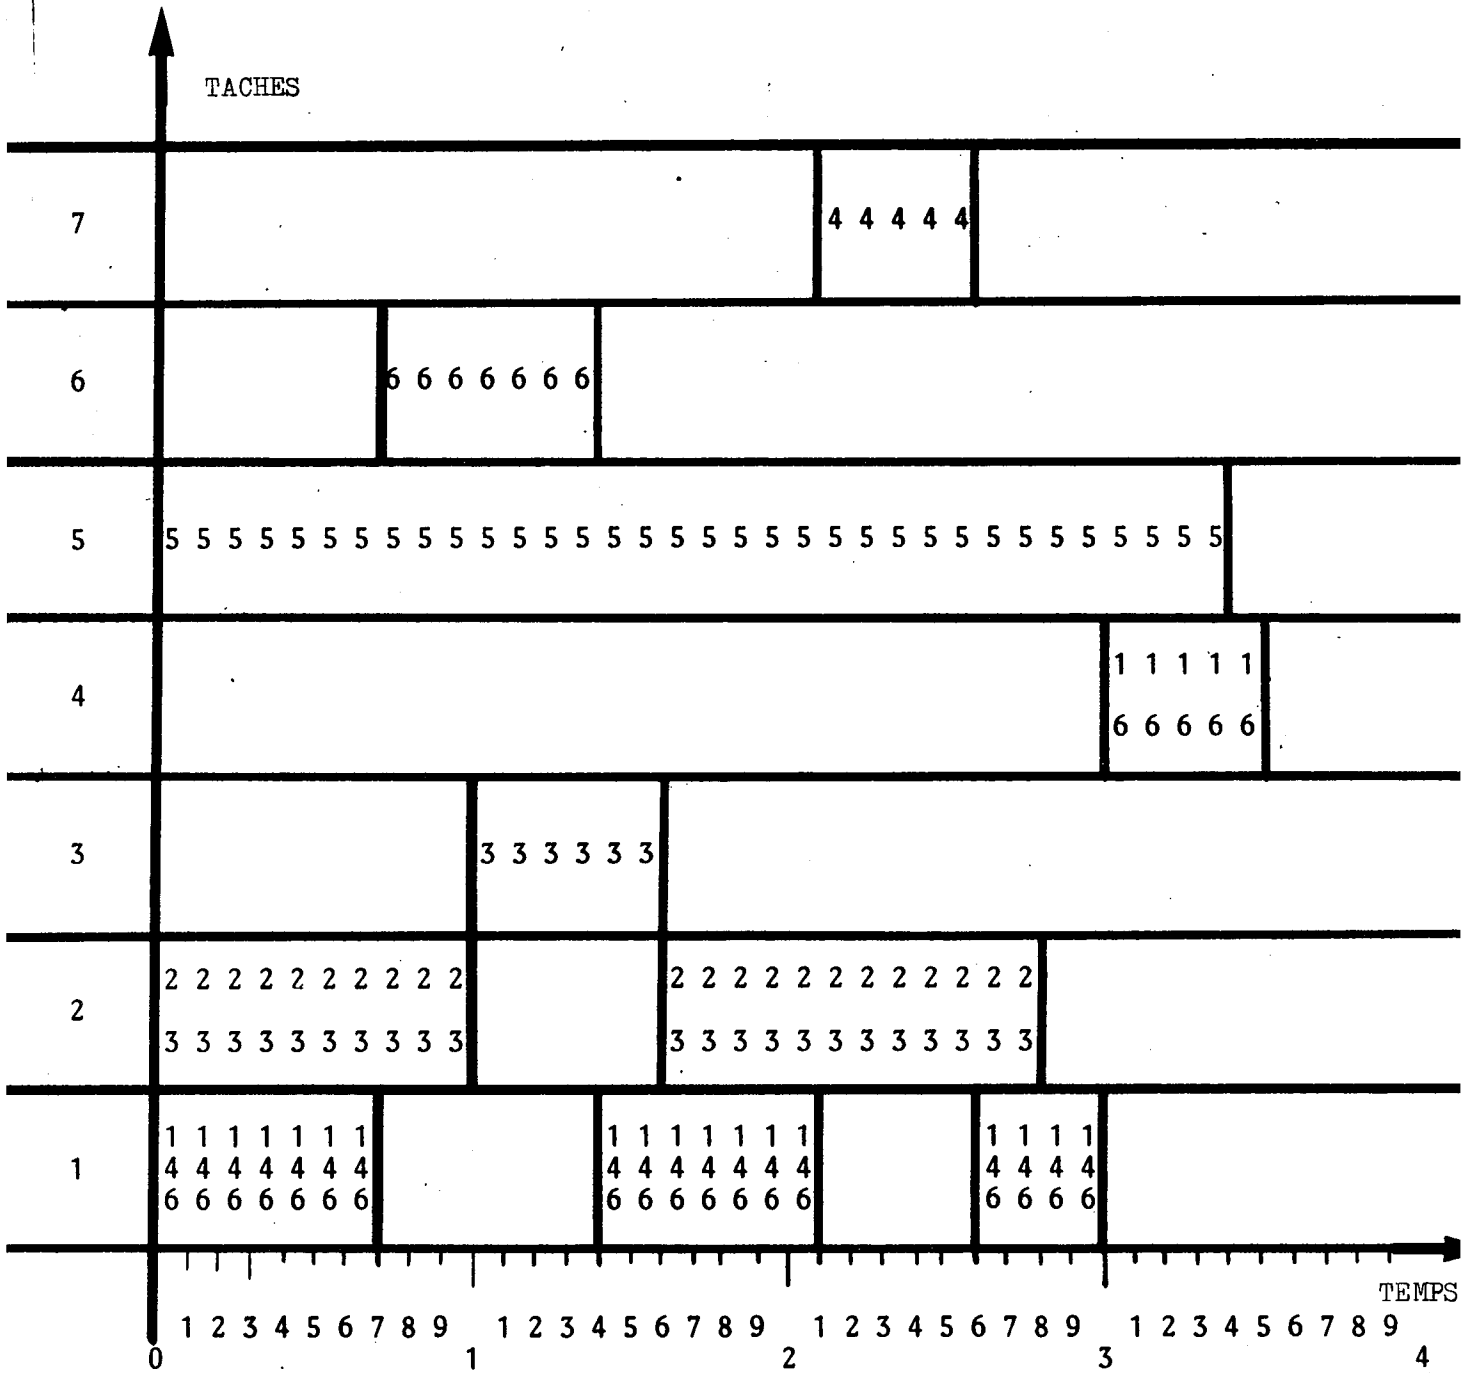 TACHES
7 4 4 4 4 4
6 6 6 6 6 6 6 6
5 5 5 5 5 5 5 5 5 5 5 5 5 5 5 5 5 5 5 5 5 5 5 5 5 5 5 5 5 5 5 5 5 5 5
1 1 1 1 1
4
6 6 6 6 6
3 3 3 3 3 3 3
2 2 2 2 2 2 2 2 2 2 2 2 2 2 2 2 2 2 2 2 2 2
2
3 3 3 3 3 3 3 3 3 3 3 3 3 3 3 3 3 3 3 3 3 3
1 1 1 1 1 1 1 1 1 1 1 1 1 1 1 1 1 1
1 4 4 4 4 4 4 4 4 4 4 4 4 4 4 4 4 4 4
6 6 6 6 6 6 6 6 6 6 6 6 6 6 6 6 6 6
TEMPS
1 2 3 4 5 6 7 8 9 1 2 3 4 5 6 7 8 9 1 2 3 4 5 6 7 8 9 1 2 3 4 5 6 7 8 9
0 1 2 3 4